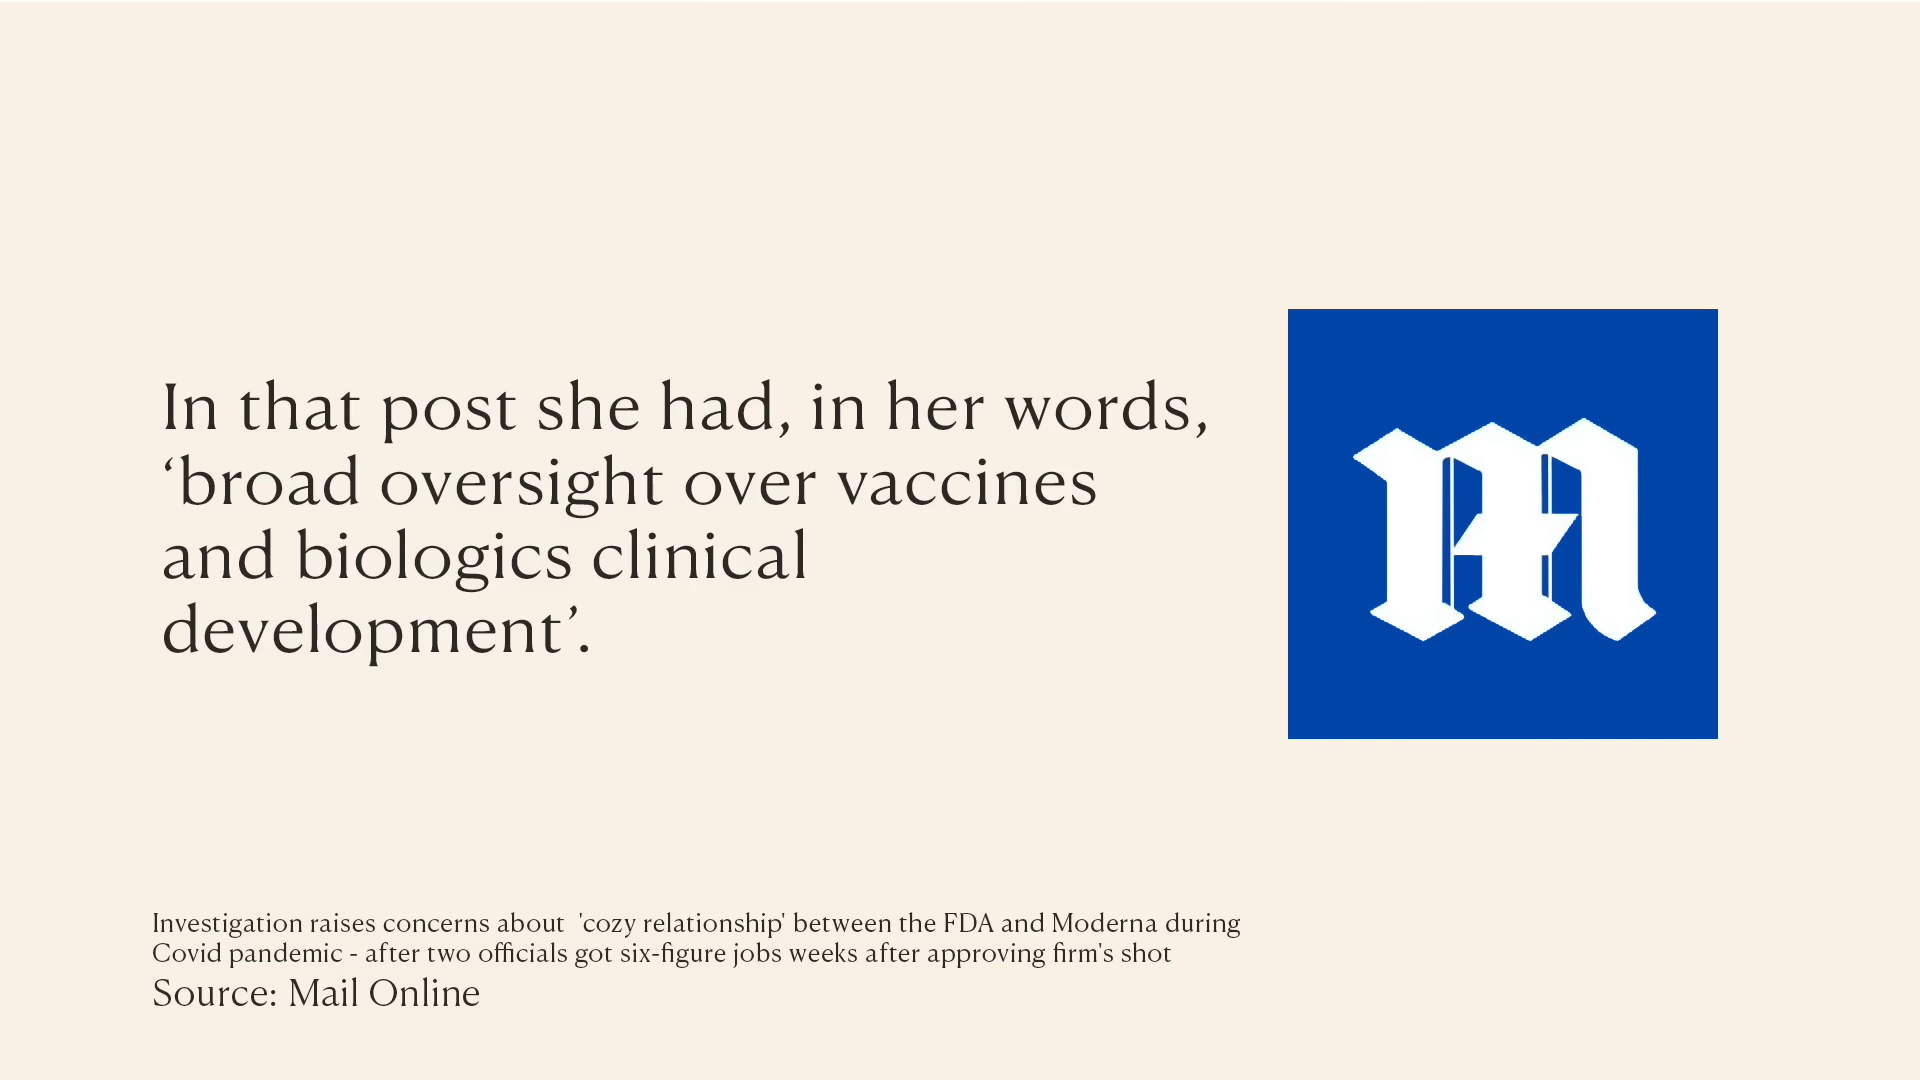 In that post she had, in her words,
‘broad oversight over vaccines
and biologics clinical
development’.
Investigation raises concerns about  'cozy relationship' between the FDA and Moderna during
Covid pandemic - after two officials got six-figure jobs weeks after approving firm's shot
Source: Mail Online